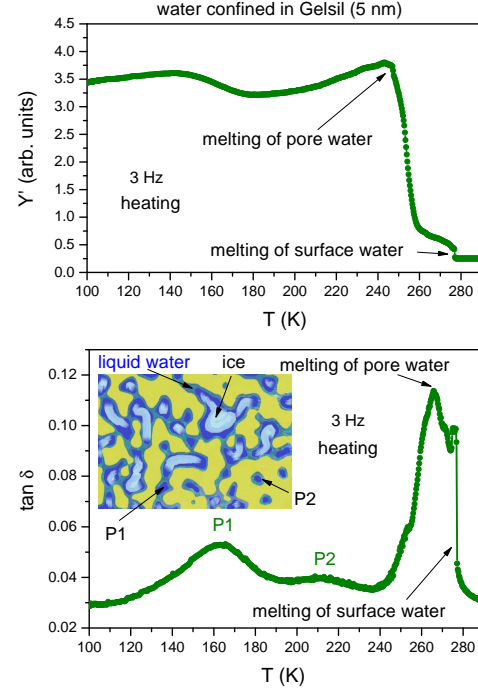 water confined in Gelsil (5 nm)
Y' (arb. units)
4.5
4.0
3.5
3.0
2.5
2.0
1.5
1.0
0.5
0.0
melting of pore water
3 Hz
heating
melting of surface water
100 120 140 160 180 200 220 240 260 280
T (K)
tan δ
0.12
0.10
0.08
0.06
0.04
0.02
liquid water
ice
melting of pore water
3 Hz
heating
P1
P2
P1
P2
melting of surface water
100 120 140 160 180 200 220 240 260 280
T (K)